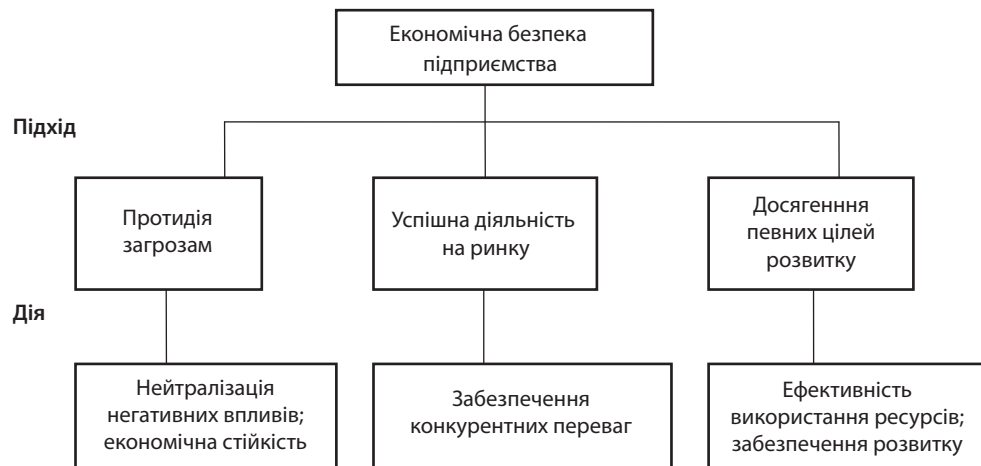 Економічна безпека
підприємства
Підхід
Протидія
загрозам
Успішна діяльність
на ринку
Досягенння
певних цілей
розвитку
Дія
Нейтралізація
негативних впливів;
економічна стійкість
Забезпечення
конкурентних переваг
Ефективність
використання ресурсів;
забезпечення розвитку